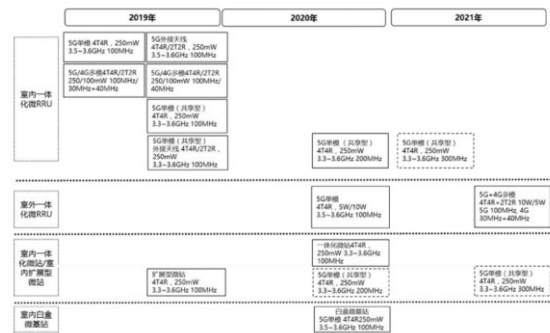 2019年 2020年 2021年
室内一体
化微RRU
5G单模 4T4R，250mW
3.5~3.6GHz 100MHz
5G外接天线
4T4R/2T2R，250mW
3.5~3.6GHz 100MHz
5G/4G多模4T4R/2T2R
250/100mW 100MHz/
30MHz+40MHz
5G/4G多模4T4R/2T2R
250/100mW 100MHz/
40MHz
5G单模（共享型）
4T4R，250mW
3.3~3.6GHz 100MHz
5G单模（共享型）
外接天线 4T4R/2T2R，
250mW
3.3~3.6GHz 100MHz
5G单模（共享型）
4T4R，250mW
3.3~3.6GHz 200MHz
5G单模（共享型）
4T4R，250mW
3.3~3.6GHz 300MHz
室外一体
化微RRU
5G单模
4T4R，5W/10W
3.5~3.6GHz 100MHz
5G+4G多模
4T4R+2T2R 10W/5W
5G 100MHz, 4G
30MHz+40MHz
室内一体
化微站/室
内扩展型
微站
扩展型微站
4T4R，250mW
3.3~3.6GHz 100MHz
一体化微站4T4R，
250mW 3.3~3.6GHz
100MHz
5G单模（共享型）
4T4R，250mW
3.3~3.6GHz 200MHz
5G单模（共享型）
4T4R，250mW
3.3~3.6GHz 300MHz
室内白盒
微基站
白盒微基站
5G单模 4T4R250mW
3.5~3.6GHz 100MHz